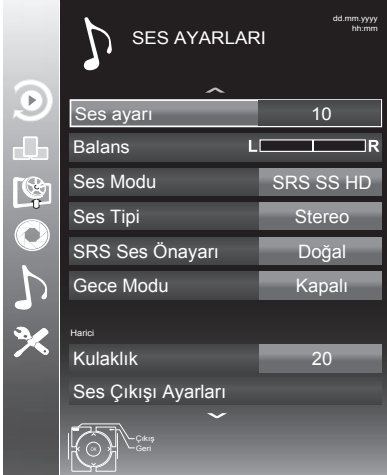 SES AYARLARI
dd.mm.yyyy
hh:mm
Ses ayarı 10
Balans L R
Ses Modu SRS SS HD
Ses Tipi Stereo
SRS Ses Önayarı Doğal
Gece Modu Kapalı
Harici
Kulaklık 20
Ses Çıkışı Ayarları
Çıkış
OK
Geri